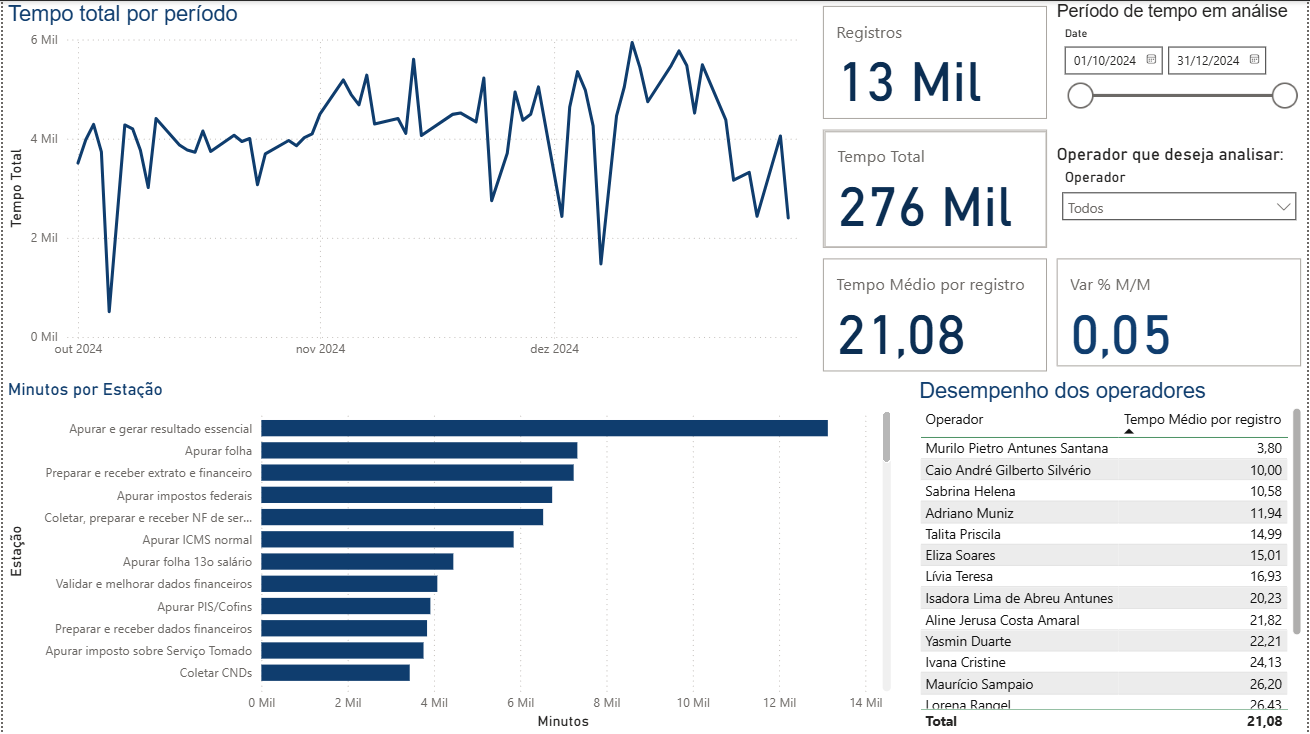 Tempo total por período
Tempo Total
6 Mil
4 Mil
2 Mil
0 Mil
out 2024
nov 2024
dez 2024
Registros
13 Mil
Tempo Total
276 Mil
Tempo Médio por registro
21,08
Período de tempo em análise
Date
01/10/2024
31/12/2024
Operador que deseja analisar:
Operador
Todos
Var % M/M
0,05
Minutos por Estação
Estação
Apurar e gerar resultado essencial
Apurar folha
Preparar e receber extrato e financeiro
Apurar impostos federais
Coletar, preparar e receber NF de ser...
Apurar ICMS normal
Apurar folha 13o salário
Validar e melhorar dados financeiros
Apurar PIS/Cofins
Preparar e receber dados financeiros
Apurar imposto sobre Serviço Tomado
Coletar CNDs
0 Mil 2 Mil 4 Mil 6 Mil 8 Mil 10 Mil 12 Mil 14 Mil
Minutos
Desempenho dos operadores
Operador Tempo Médio por registro
Murilo Pietro Antunes Santana 3,80
Caio André Gilberto Silvério 10,00
Sabrina Helena 10,58
Adriano Muniz 11,94
Talita Priscila 14,99
Eliza Soares 15,01
Lívia Teresa 16,93
Isadora Lima de Abreu Antunes 20,23
Aline Jerusa Costa Amaral 21,82
Yasmin Duarte 22,21
Ivana Cristine 24,13
Maurício Sampaio 26,20
Lorena Rangel 26,43
Total 21,08